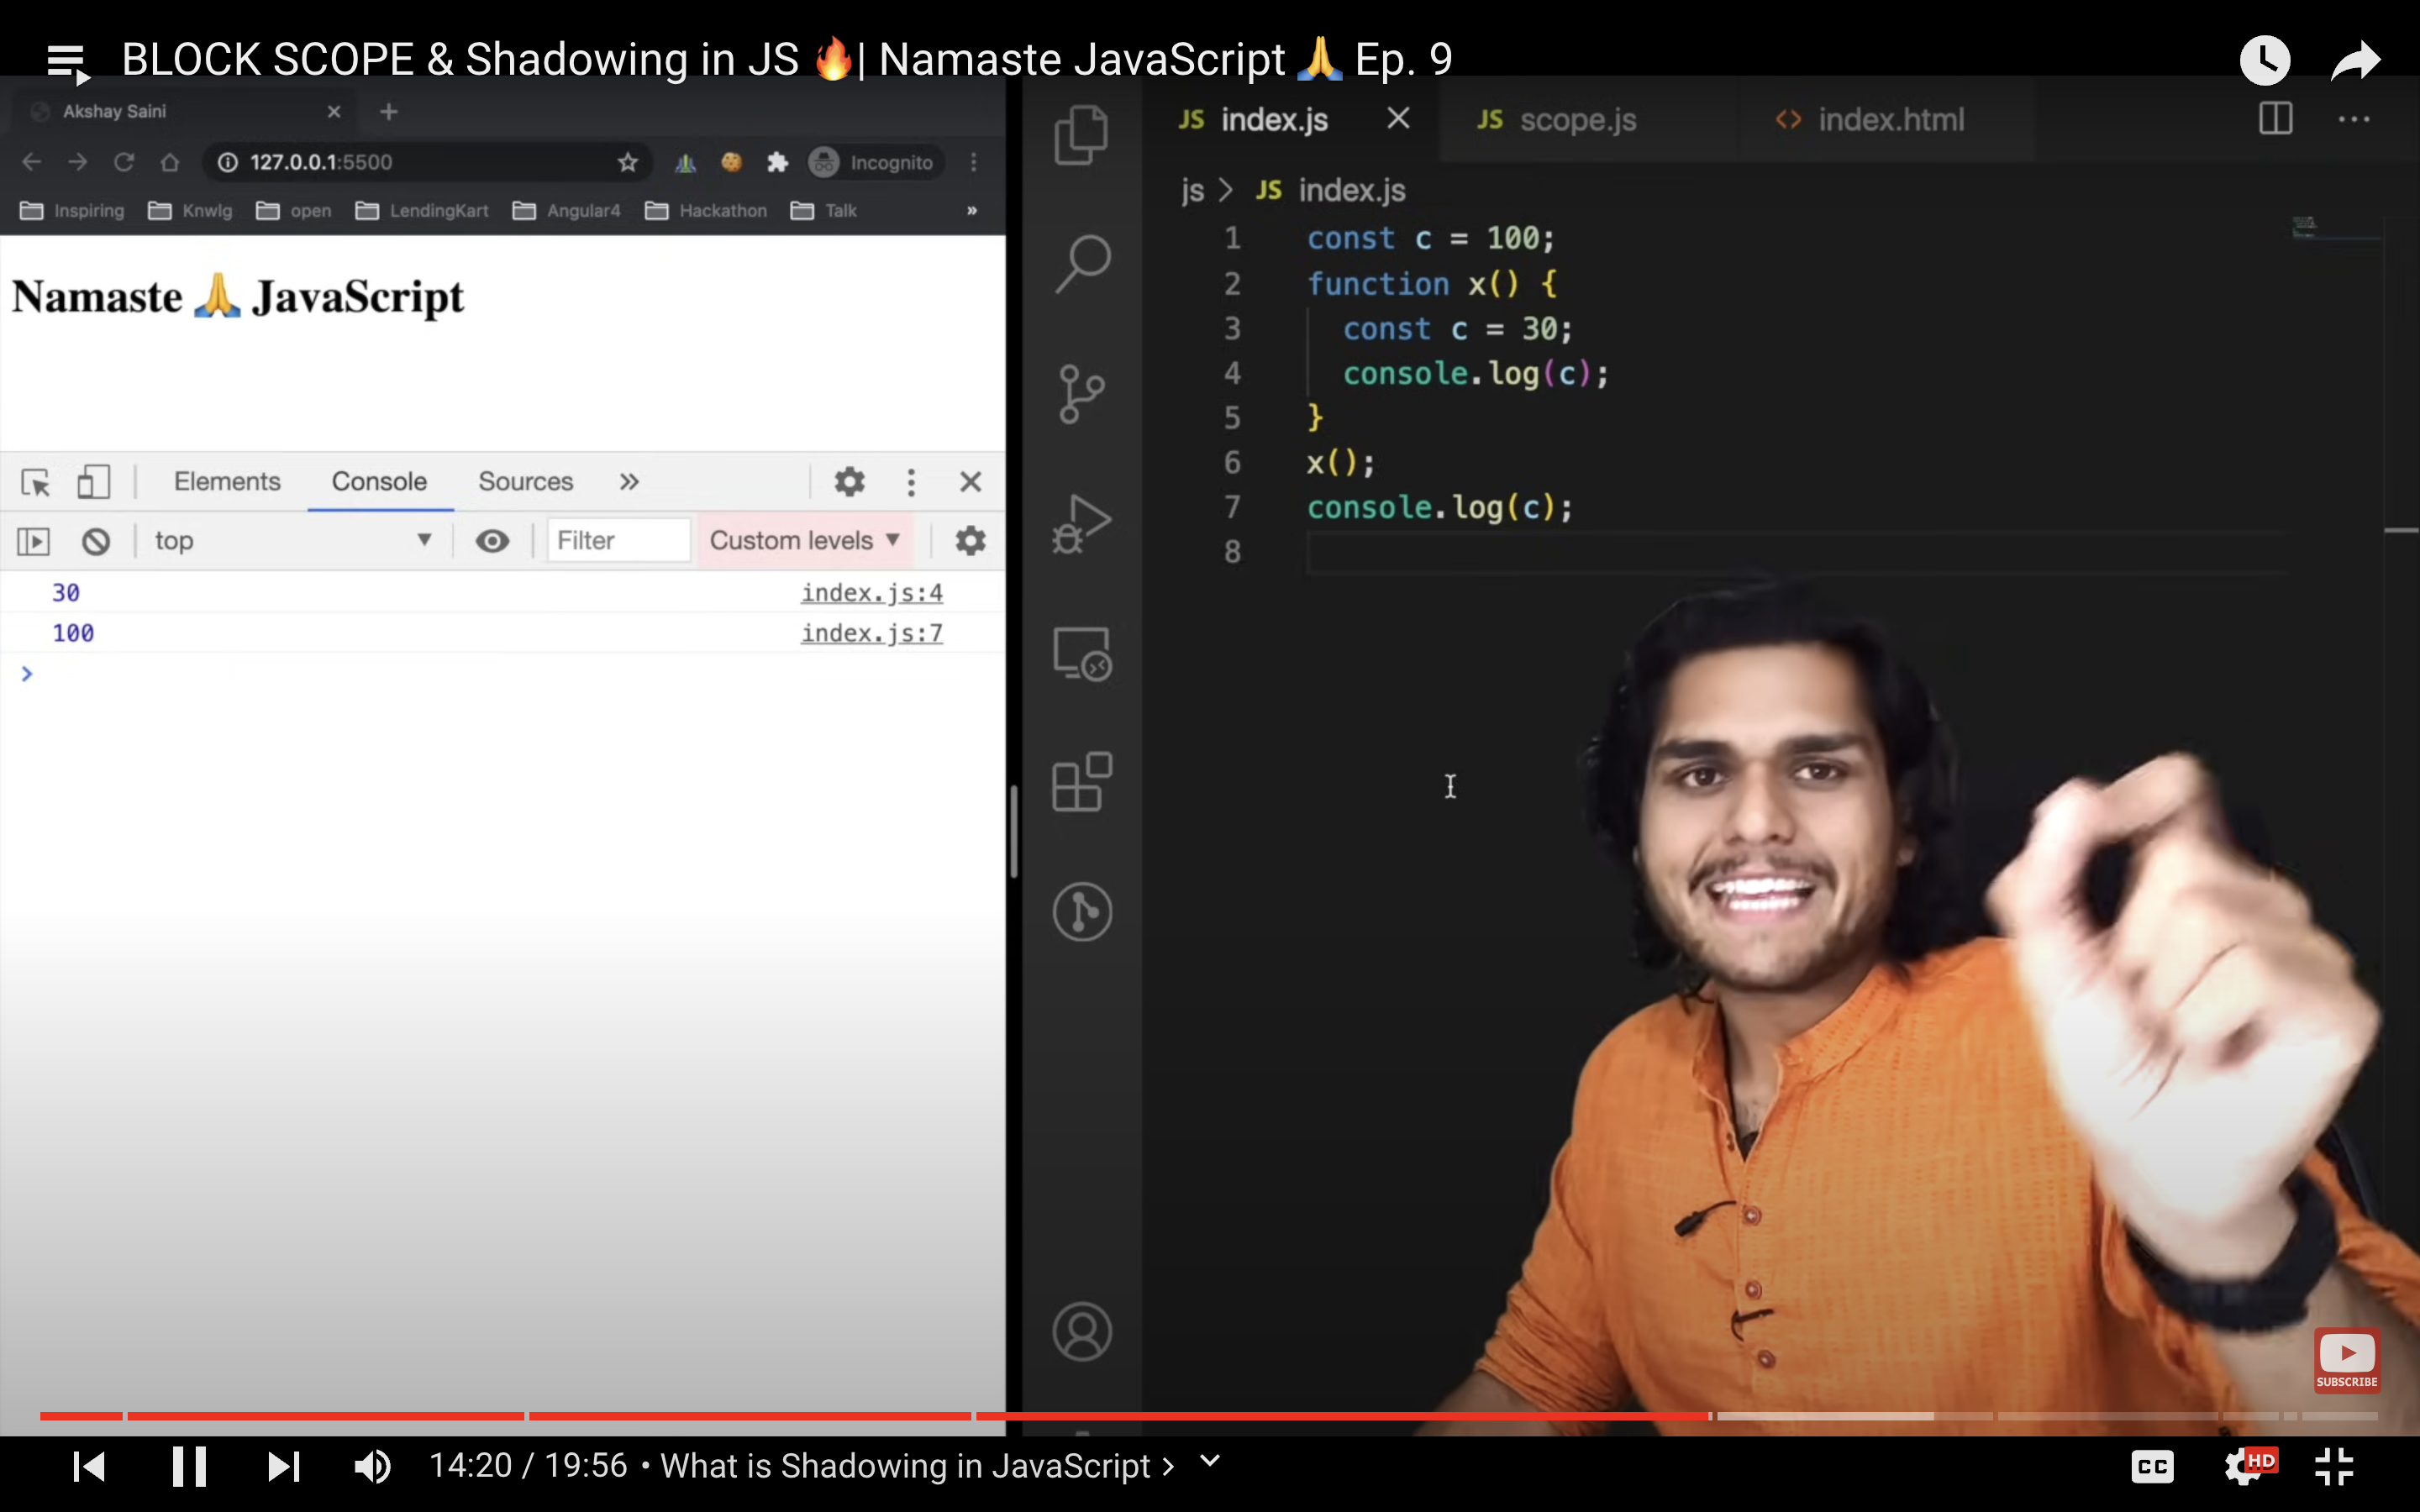 BLOCK SCOPE & Shadowing in JS 🔥| Namaste JavaScript 🙏 Ep. 9
Akshay Saini
127.0.0.1:5500
Incognito
Inspiring Knwlg open LendingKart Angular4 Hackathon Talk »
Namaste 🙏 JavaScript
Elements Console Sources »
top Filter Custom levels
30 index.js:4
100 index.js:7
>
JS index.js JS scope.js <> index.html
js > JS index.js
1 const c = 100;
2 function x() {
3 const c = 30;
4 console.log(c);
5 }
6 x();
7 console.log(c);
8
SUBSCRIBE
14:20 / 19:56 • What is Shadowing in JavaScript >
CC HD